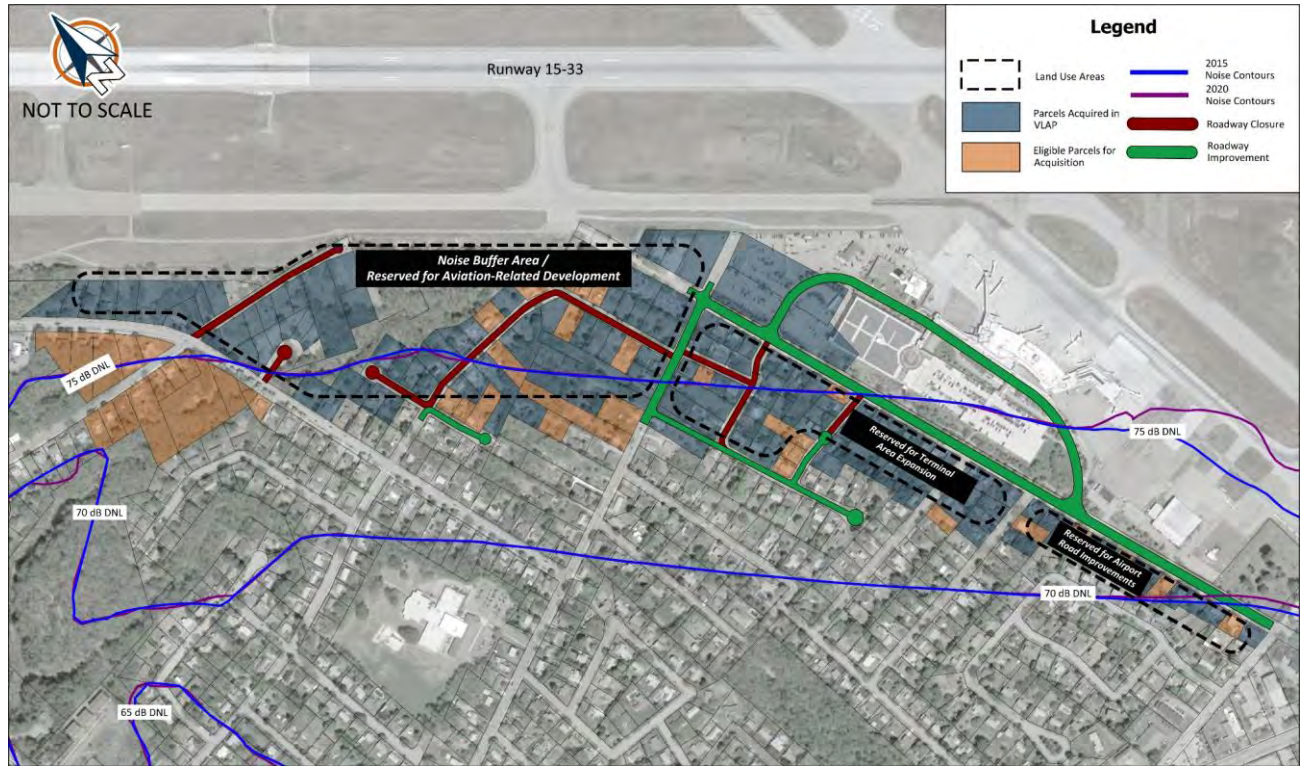 NOT TO SCALE
Runway 15-33
Legend
Land Use Areas
Parcels Acquired in
VLAP
Eligible Parcels for
Acquisition
2015
Noise Contours
2020
Noise Contours
Roadway Closure
Roadway
Improvement
Noise Buffer Area /
Reserved for Aviation-Related Development
75 dB DNL
Reserved for Terminal
Area Expansion
75 dB DNL
70 dB DNL
Reserved for Airport
Road Improvements
70 dB DNL
65 dB DNL